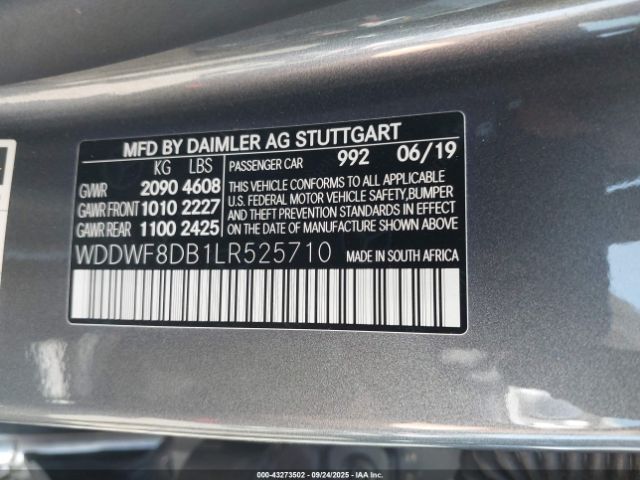 MFD BY DAIMLER AG STUTTGART
KG LBS
GVWR 2090 4608
GAWR FRONT 1010 2227
GAWR REAR 1100 2425
PASSENGER CAR 992 06/19
THIS VEHICLE CONFORMS TO ALL APPLICABLE
U.S. FEDERAL MOTOR VEHICLE SAFETY,BUMPER
AND THEFT PREVENTION STANDARDS IN EFFECT
ON THE DATE OF MANUFACTURE SHOWN ABOVE.
WDDWF8DB1LR525710
MADE IN SOUTH AFRICA
000-43273502 - 09/24/2025 - IAAI, Inc.